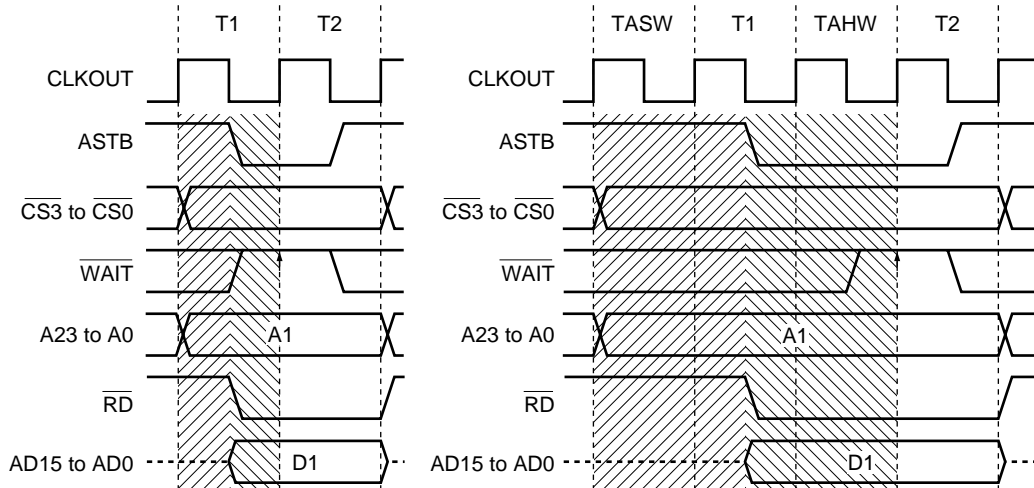 T1 T2 TASW T1 TAHW T2
CLKOUT CLKOUT
ASTB ASTB
CS3 to CS0 CS3 to CS0
WAIT WAIT
A23 to A0 A1 A23 to A0 A1
RD RD
AD15 to AD0 D1 AD15 to AD0 D1